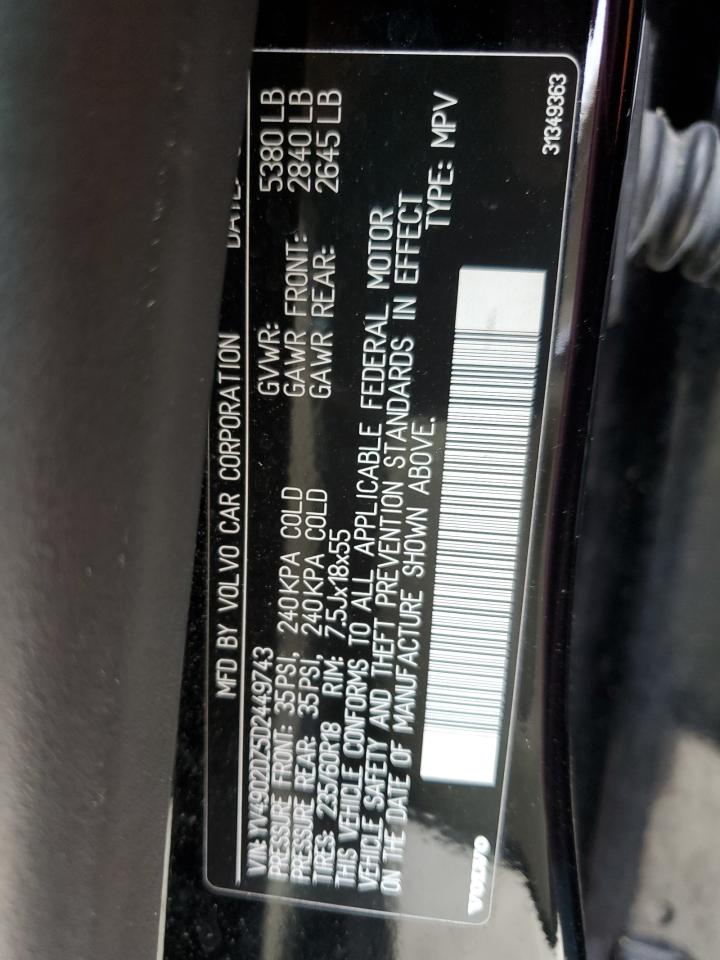 MFD BY VOLVO CAR CORPORATION
VIN: YV4902DZ5D2449743
PRESSURE FRONT: 35PSI, 240KPA COLD GVWR: 5380 LB
PRESSURE REAR: 35PSI, 240KPA COLD GAWR FRONT: 2840 LB
TIRES: 235/60R18 RIM: 7.5Jx18x55 GAWR REAR: 2645 LB
THIS VEHICLE CONFORMS TO ALL APPLICABLE FEDERAL MOTOR
VEHICLE SAFETY AND THEFT PREVENTION STANDARDS IN EFFECT
ON THE DATE OF MANUFACTURE SHOWN ABOVE. TYPE: MPV
VOLVO 31349363